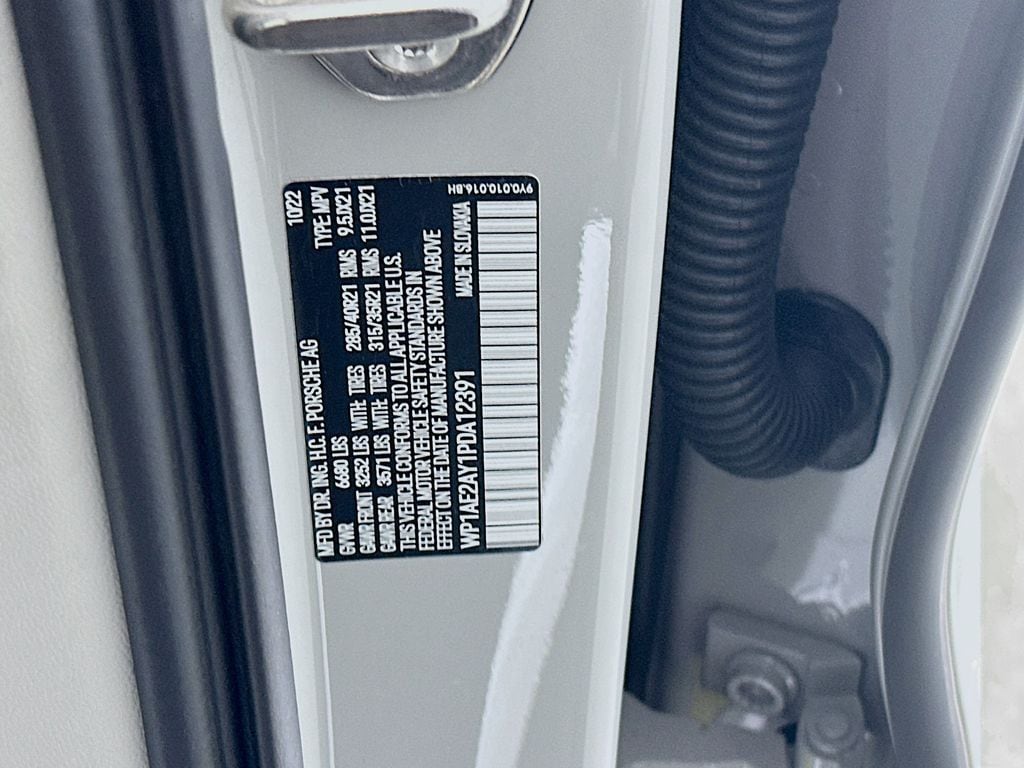 MFD BY DR. ING. H.C. F. PORSCHE AG 10/22
GVWR 6680 LBS TYPE: MPV
GAWR FRONT 3252 LBS WITH: TIRES 285/40R21 RIMS 9.5JX21
GAWR REAR 3571 LBS WITH: TIRES 315/35R21 RIMS 11.0JX21
THIS VEHICLE CONFORMS TO ALL APPLICABLE U.S.
FEDERAL MOTOR VEHICLE SAFETY STANDARDS IN
EFFECT ON THE DATE OF MANUFACTURE SHOWN ABOVE
WP1AE2AY1PDA12391 MADE IN SLOVAKIA
9Y0.010.016.BH